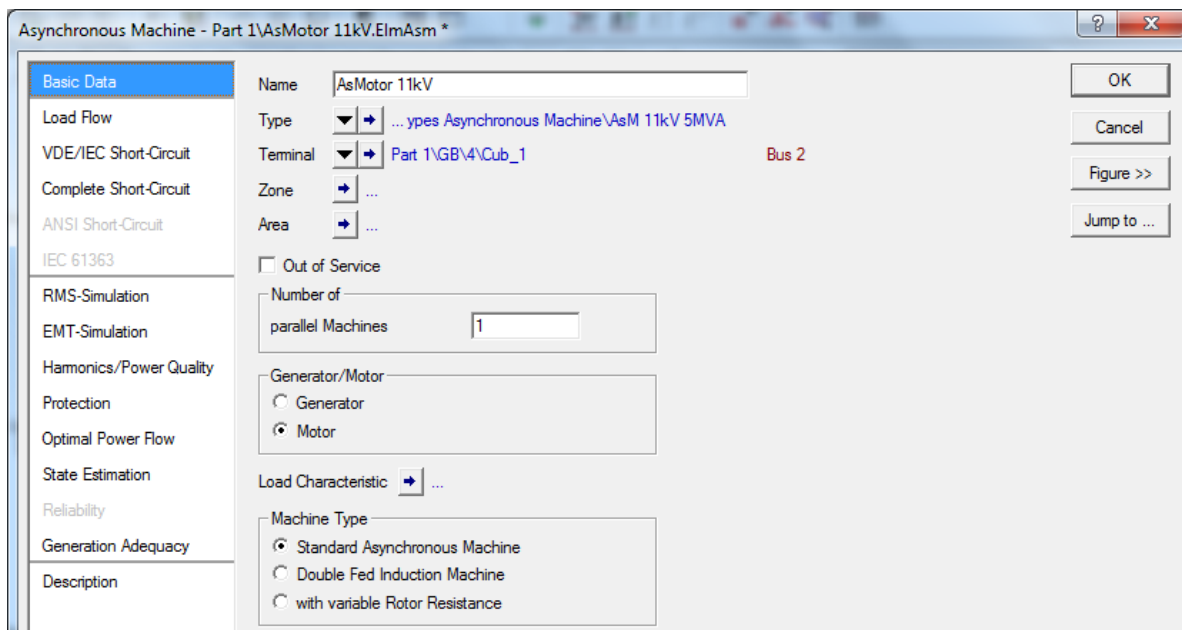 Asynchronous Machine - Part 1\AsMotor 11kV.ElmAsm *
?
X
Basic Data
Load Flow
VDE/IEC Short-Circuit
Complete Short-Circuit
ANSI Short-Circuit
IEC 61363
RMS-Simulation
EMT-Simulation
Harmonics/Power Quality
Protection
Optimal Power Flow
State Estimation
Reliability
Generation Adequacy
Description
Name AsMotor 11kV
Type ... ypes Asynchronous Machine\AsM 11kV 5MVA
Terminal Part 1\GB\4\Cub_1 Bus 2
Zone ...
Area ...
Out of Service
Number of
parallel Machines 1
Generator/Motor
Generator
Motor
Load Characteristic ...
Machine Type
Standard Asynchronous Machine
Double Fed Induction Machine
with variable Rotor Resistance
OK
Cancel
Figure >>
Jump to ...